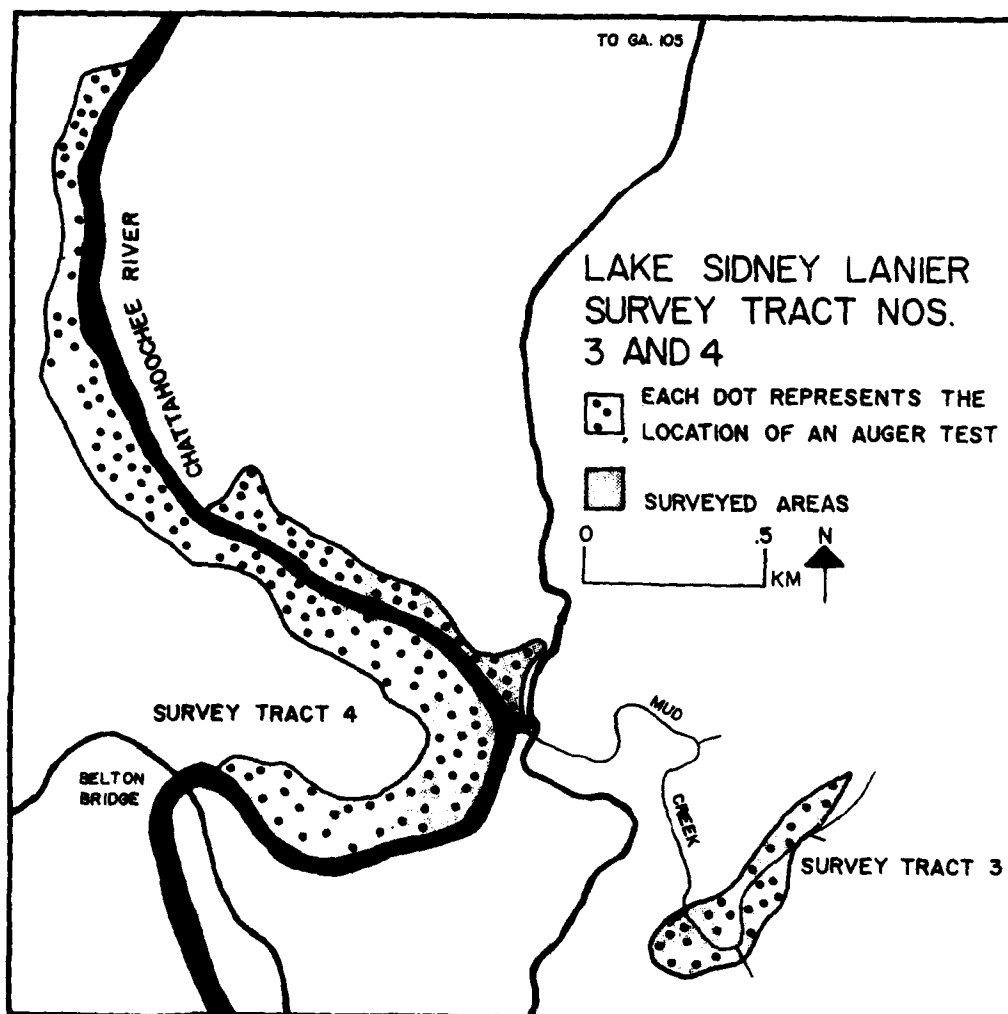 TO GA. 105
CHATTAHOOCHEE RIVER
LAKE SIDNEY LANIER
SURVEY TRACT NOS.
3 AND 4
EACH DOT REPRESENTS THE
LOCATION OF AN AUGER TEST
SURVEYED AREAS
0 .5
KM
N
SURVEY TRACT 4
MUD
CREEK
BELTON
BRIDGE
SURVEY TRACT 3